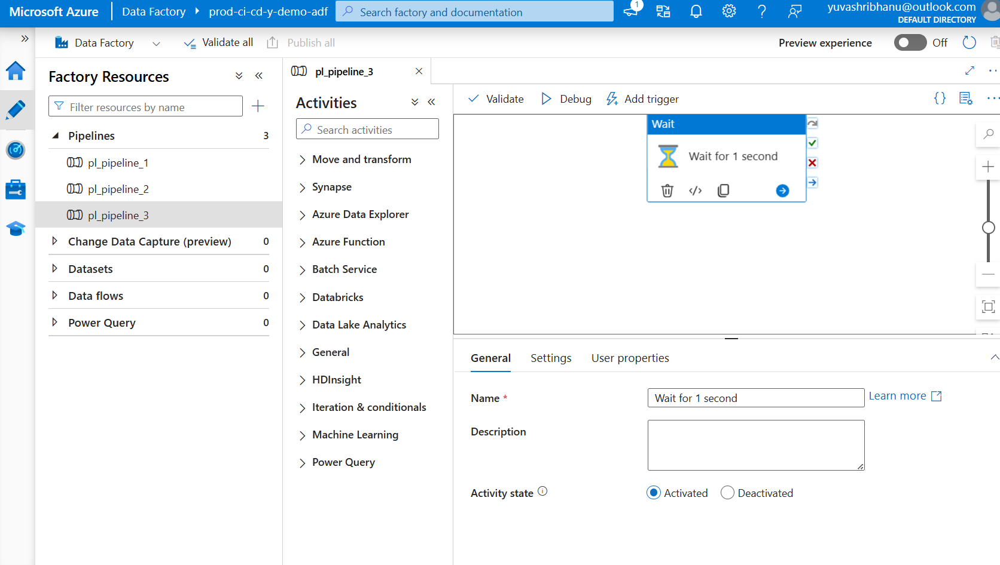 Microsoft Azure
Data Factory
prod-ci-cd-y-demo-adf
Search factory and documentation
1
yuvashribhanu@outlook.com
DEFAULT DIRECTORY
Data Factory
Validate all
Publish all
Preview experience
Off
Factory Resources
Filter resources by name
Pipelines 3
pl_pipeline_1
pl_pipeline_2
pl_pipeline_3
Change Data Capture (preview) 0
Datasets 0
Data flows 0
Power Query 0
pl_pipeline_3
Activities
Search activities
Move and transform
Synapse
Azure Data Explorer
Azure Function
Batch Service
Databricks
Data Lake Analytics
General
HDInsight
Iteration & conditionals
Machine Learning
Power Query
Validate
Debug
Add trigger
Wait
Wait for 1 second
General
Settings
User properties
Name *
Wait for 1 second
Learn more
Description
Activity state
Activated
Deactivated